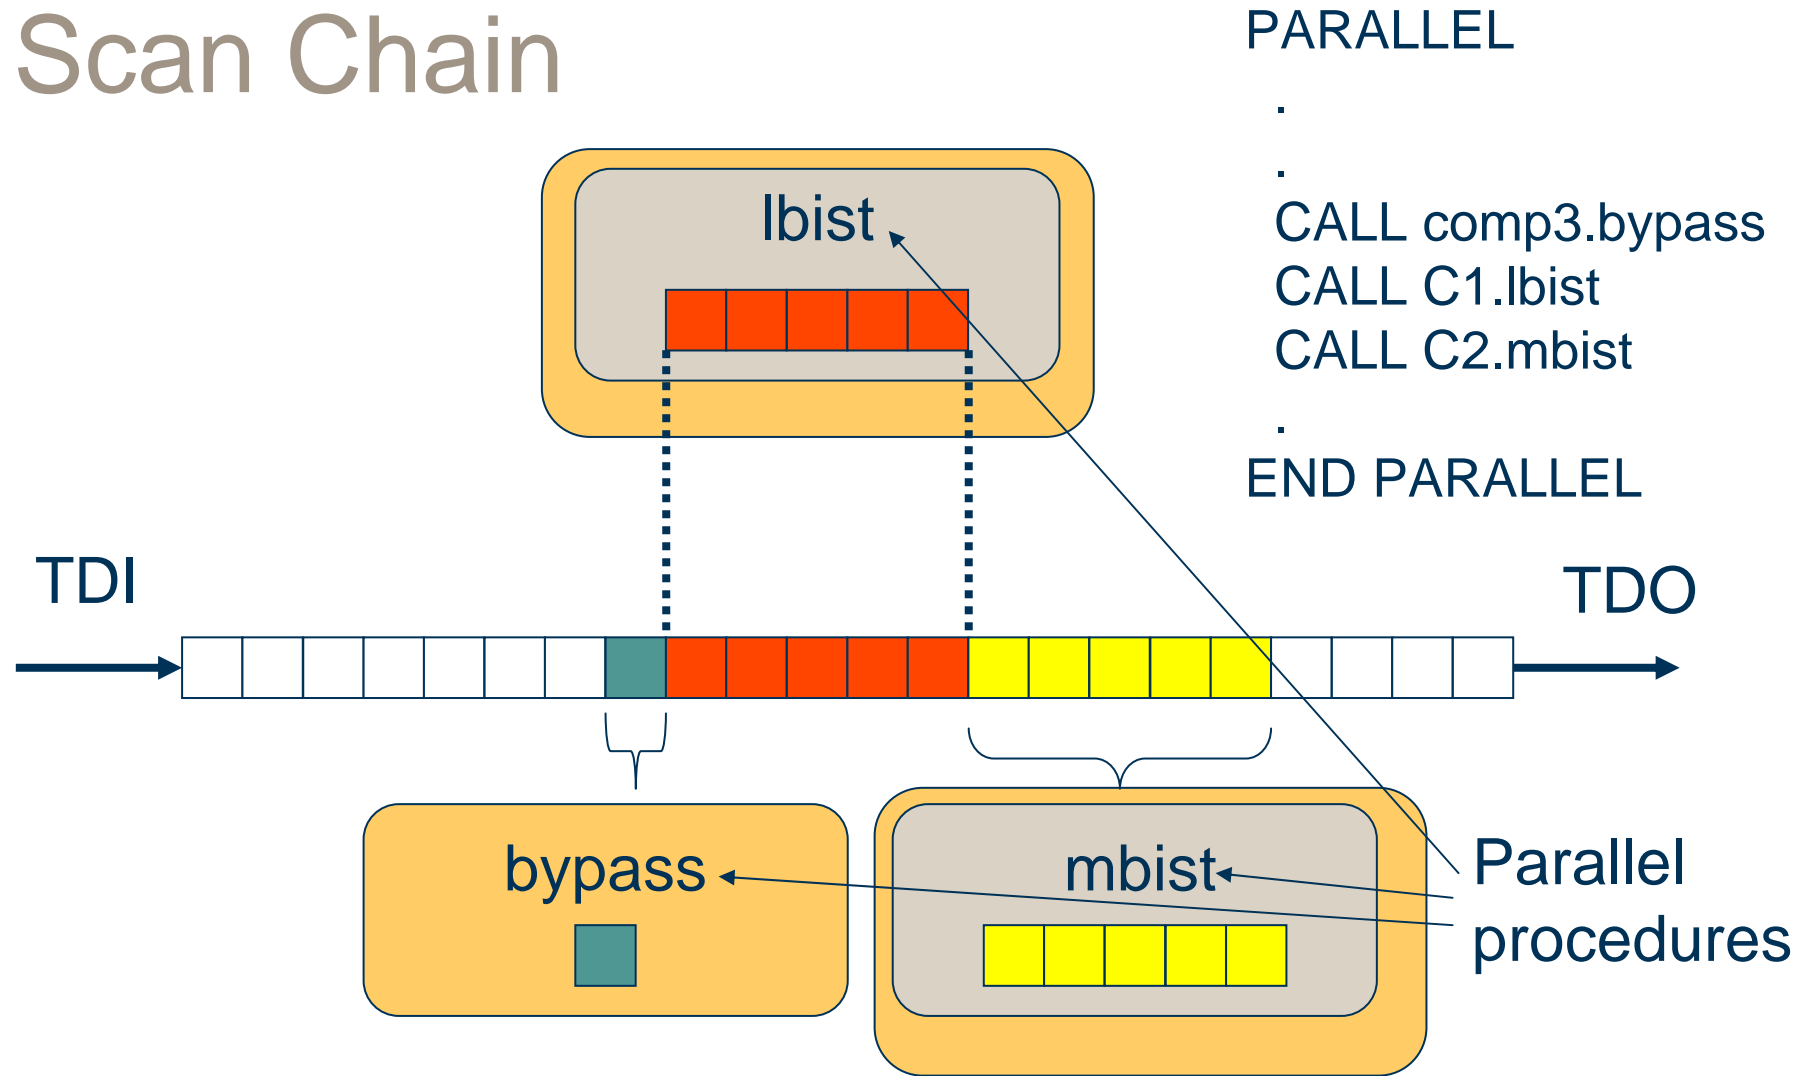 Scan Chain
PARALLEL
.
.
CALL comp3.bypass
CALL C1.lbist
CALL C2.mbist
.
END PARALLEL
lbist
TDI
TDO
bypass
mbist
Parallel
procedures